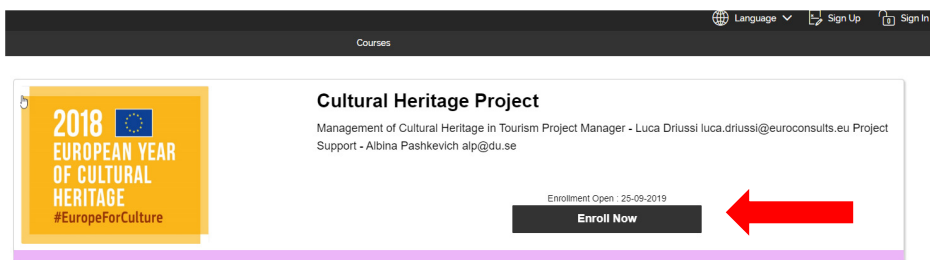 Language Sign Up Sign In
Courses
2018
EUROPEAN YEAR
OF CULTURAL
HERITAGE
#EuropeForCulture
Cultural Heritage Project
Management of Cultural Heritage in Tourism Project Manager - Luca Driussi luca.driussi@euroconsults.eu Project
Support - Albina Pashkevich alp@du.se
Enrollment Open : 25-09-2019
Enroll Now